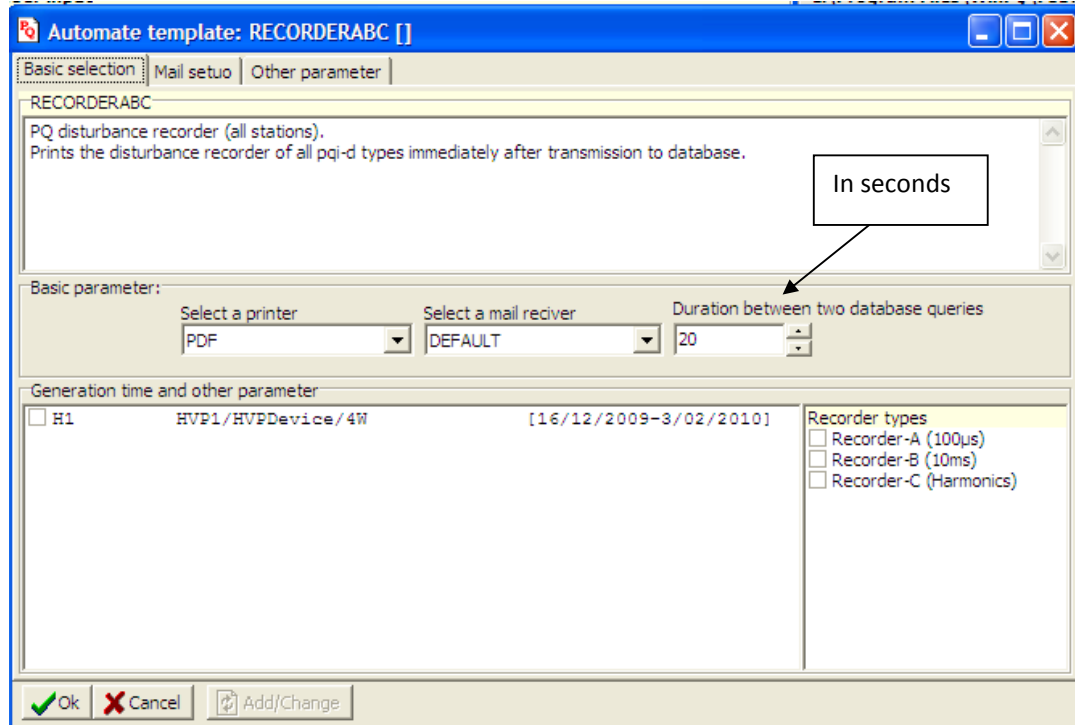 Automate template: RECORDERABC []
Basic selection Mail setuo Other parameter
RECORDERABC
PQ disturbance recorder (all stations).
Prints the disturbance recorder of all pqi-d types immediately after transmission to database.
In seconds
Basic parameter:
Select a printer Select a mail reciver Duration between two database queries
PDF DEFAULT 20
Generation time and other parameter
H1 HVP1/HVPDevice/4W [16/12/2009-3/02/2010]
Recorder types
Recorder-A (100µs)
Recorder-B (10ms)
Recorder-C (Harmonics)
Ok Cancel Add/Change